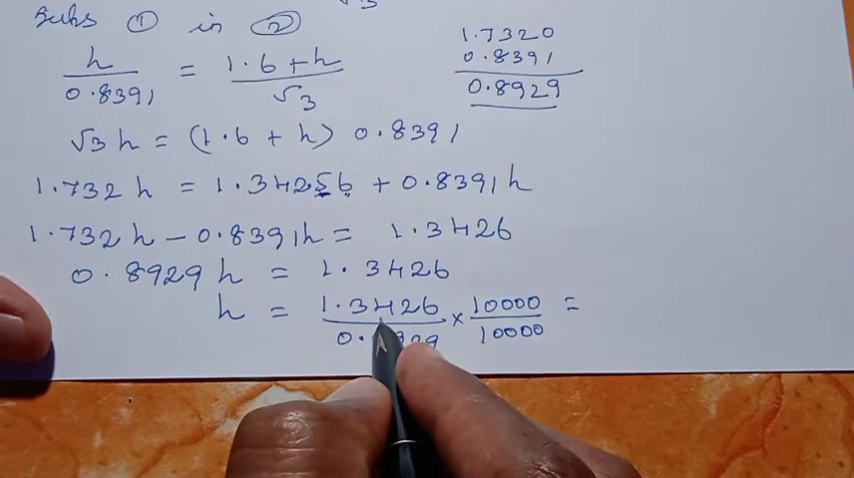 √3
Subs ① in ②
h / 0.8391 = 1.6 + h / √3
1.7320
0.8391
0.8929
√3 h = (1.6 + h) 0.8391
1.732 h = 1.34256 + 0.8391 h
1.732 h - 0.8391 h = 1.3426
0.8929 h = 1.3426
h = 1.3426 / 0.8929 × 10000 / 10000 =